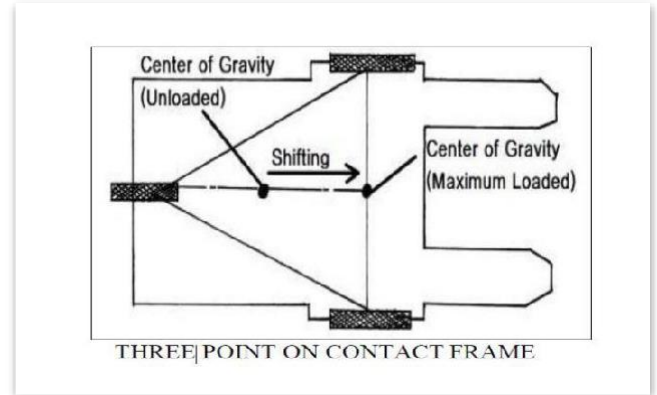 Center of Gravity
(Unloaded)
Shifting
Center of Gravity
(Maximum Loaded)
THREE| POINT ON CONTACT FRAME